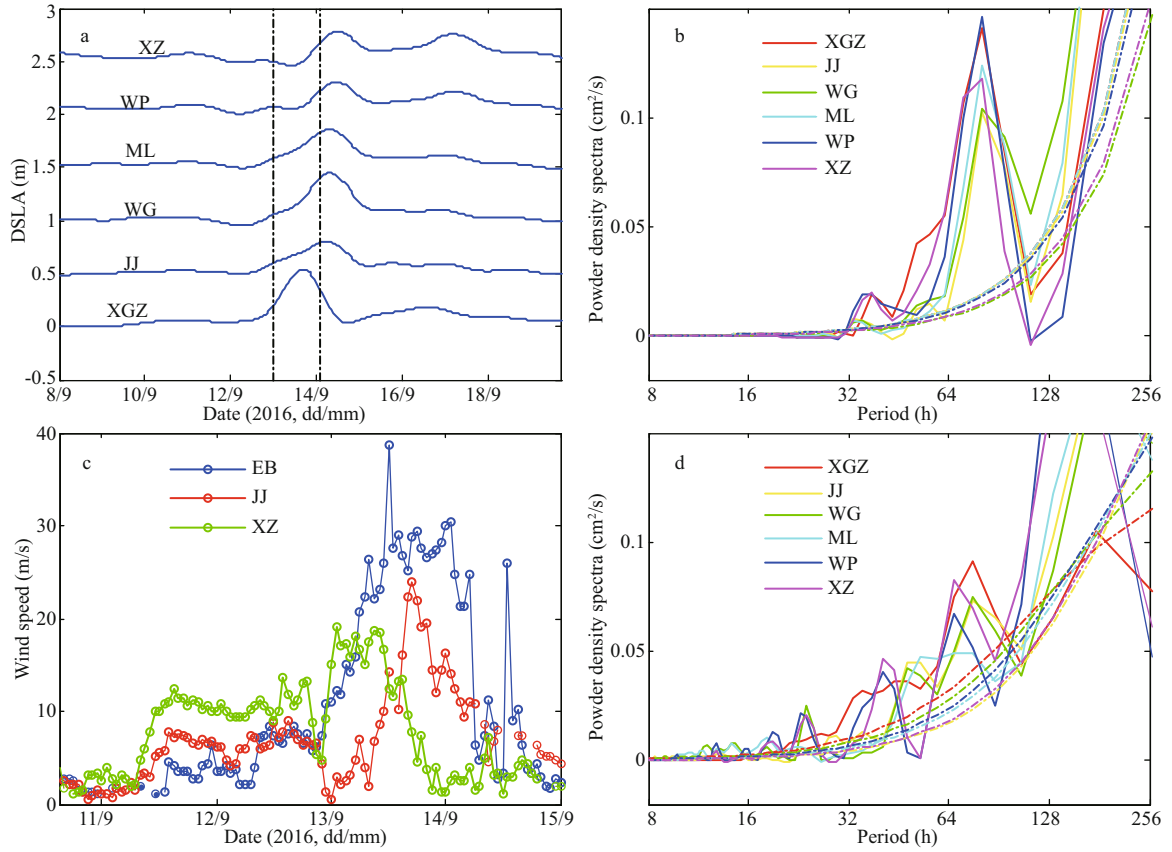 a
3
2.5
2
1.5
1
0.5
0
-0.5
DSLA (m)
XZ
WP
ML
WG
JJ
XGZ
8/9 10/9 12/9 14/9 16/9 18/9
Date (2016, dd/mm)
b
XGZ
JJ
WG
ML
WP
XZ
0.1
0.05
0
Powder density spectra (cm²/s)
8 16 32 64 128 256
Period (h)
c
EB
JJ
XZ
40
30
20
10
0
Wind speed (m/s)
11/9 12/9 13/9 14/9 15/9
Date (2016, dd/mm)
d
XGZ
JJ
WG
ML
WP
XZ
0.1
0.05
0
Powder density spectra (cm²/s)
8 16 32 64 128 256
Period (h)